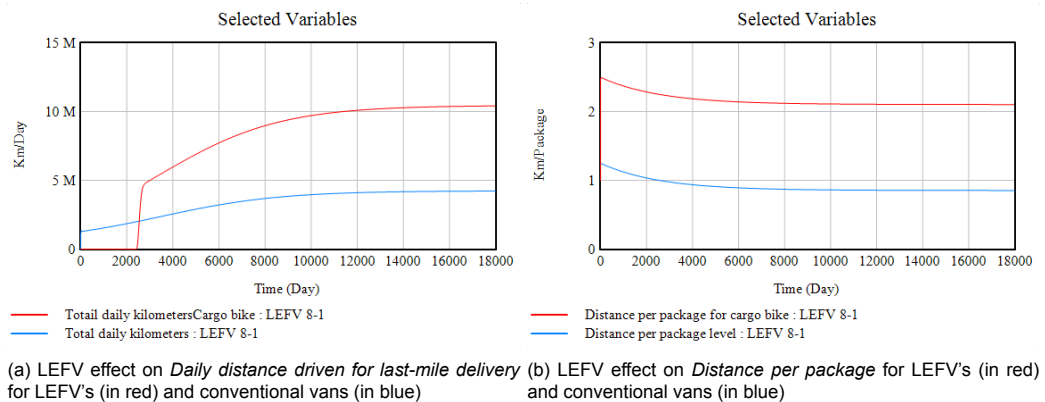 Selected Variables
15 M
10 M
5 M
0
Km/Day
0 2000 4000 6000 8000 10000 12000 14000 16000 18000
Time (Day)
Totail daily kilometersCargo bike : LEFV 8-1
Total daily kilometers : LEFV 8-1
(a) LEFV effect on Daily distance driven for last-mile delivery
for LEFV's (in red) and conventional vans (in blue)
Selected Variables
3
2
1
0
Km/Package
0 2000 4000 6000 8000 10000 12000 14000 16000 18000
Time (Day)
Distance per package for cargo bike : LEFV 8-1
Distance per package level : LEFV 8-1
(b) LEFV effect on Distance per package for LEFV's (in red)
and conventional vans (in blue)